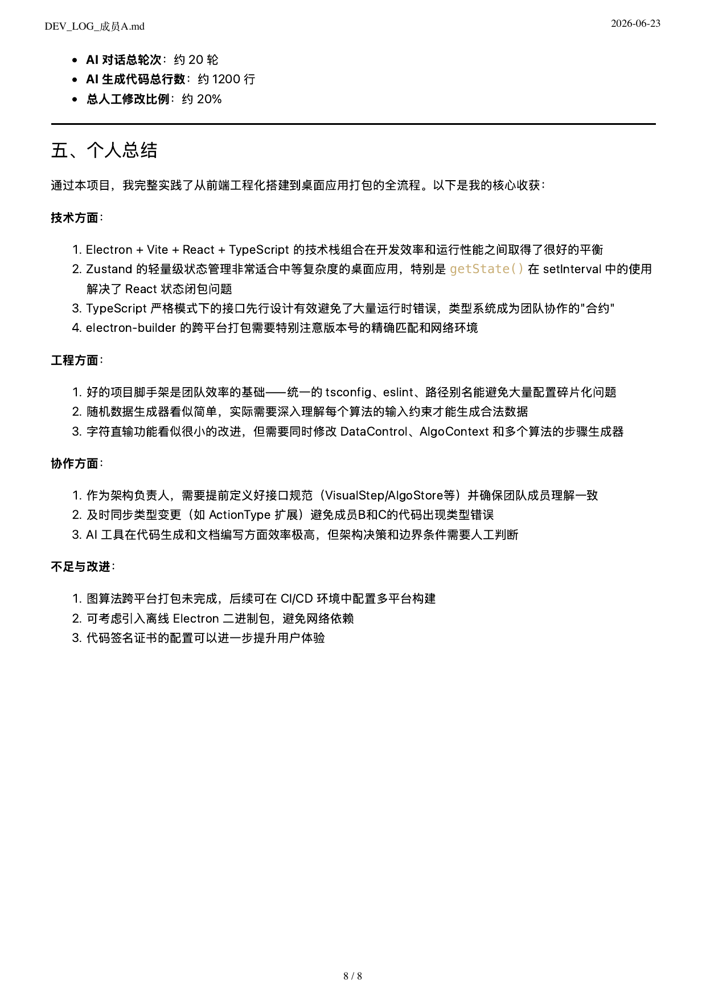 DEV_LOG_成员A.md
2026-06-23
• AI 对话总轮次：约 20 轮
• AI 生成代码总行数：约 1200 行
• 总人工修改比例：约 20%
五、个人总结
通过本项目，我完整实践了从前端工程化搭建到桌面应用打包的全流程。以下是我的核心收获：
技术方面：
1. Electron + Vite + React + TypeScript 的技术栈组合在开发效率和运行性能之间取得了很好的平衡
2. Zustand 的轻量级状态管理非常适合中等复杂度的桌面应用，特别是 getState() 在 setInterval 中的使用
解决了 React 状态闭包问题
3. TypeScript 严格模式下的接口先行设计有效避免了大量运行时错误，类型系统成为团队协作的"合约"
4. electron-builder 的跨平台打包需要特别注意版本号的精确匹配和网络环境
工程方面：
1. 好的项目脚手架是团队效率的基础——统一的 tsconfig、eslint、路径别名能避免大量配置碎片化问题
2. 随机数据生成器看似简单，实际需要深入理解每个算法的输入约束才能生成合法数据
3. 字符直输功能看似很小的改进，但需要同时修改 DataControl、AlgoContext 和多个算法的步骤生成器
协作方面：
1. 作为架构负责人，需要提前定义好接口规范（VisualStep/AlgoStore等）并确保团队成员理解一致
2. 及时同步类型变更（如 ActionType 扩展）避免成员B和C的代码出现类型错误
3. AI 工具在代码生成和文档编写方面效率极高，但架构决策和边界条件需要人工判断
不足与改进：
1. 图算法跨平台打包未完成，后续可在 CI/CD 环境中配置多平台构建
2. 可考虑引入离线 Electron 二进制包，避免网络依赖
3. 代码签名证书的配置可以进一步提升用户体验
8 / 8